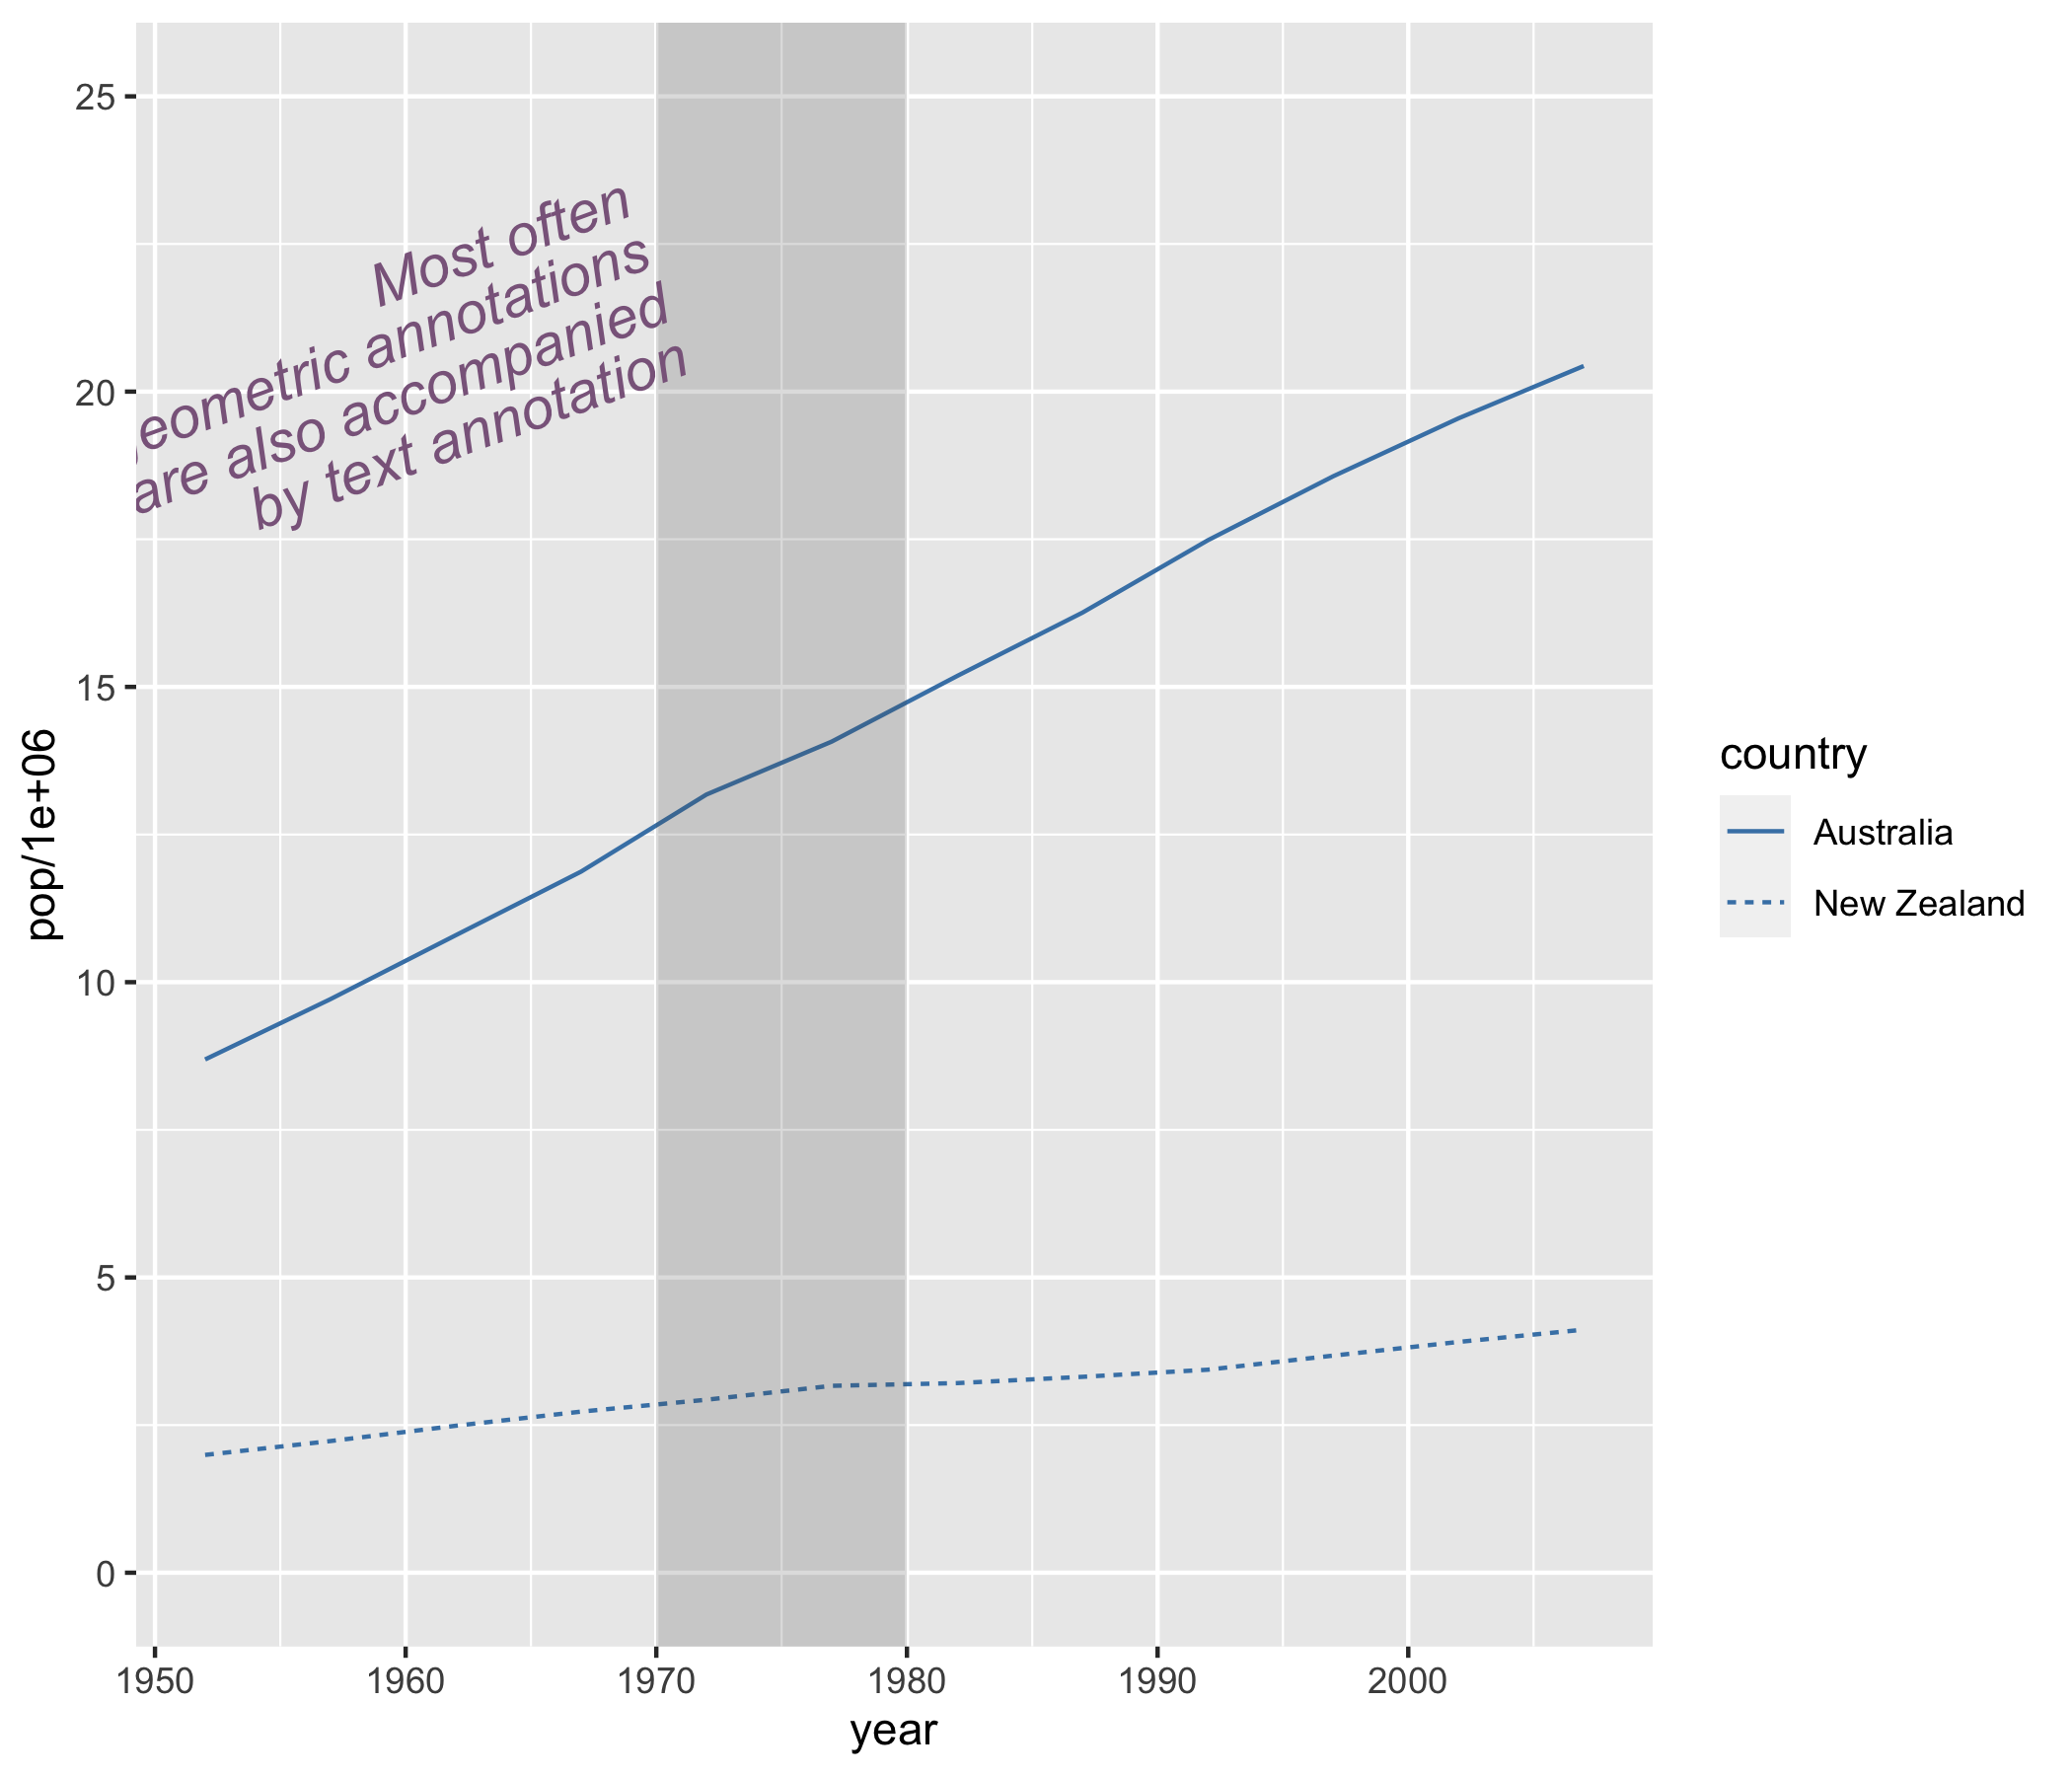 Most often
eometric annotations
are also accompanied
by text annotation
25
20
15
10
5
0
pop/1e+06
1950 1960 1970 1980 1990 2000
year
country
Australia
New Zealand